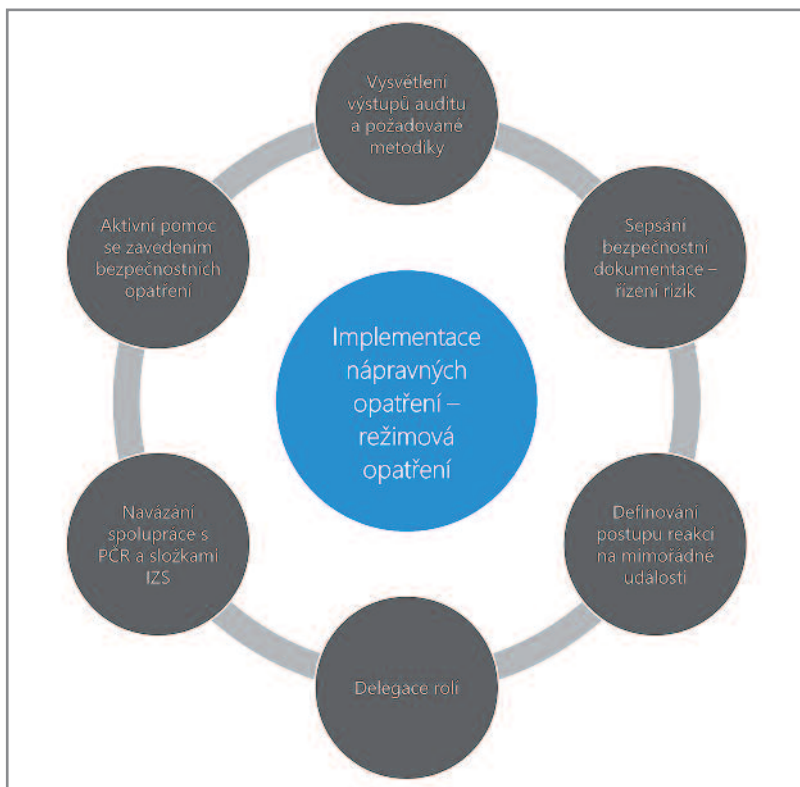 Vysvětlení
výstupů auditu
a požadované
metodiky
Sepsání
bezpečnostní
dokumentace –
řízení rizik
Definování
postupu reakcí
na mimořádné
události
Delegace rolí
Navázání
spolupráce s
PČR a složkami
IZS
Aktivní pomoc
se zavedením
bezpečnostních
opatření
Implementace
nápravných
opatření –
režimová
opatření